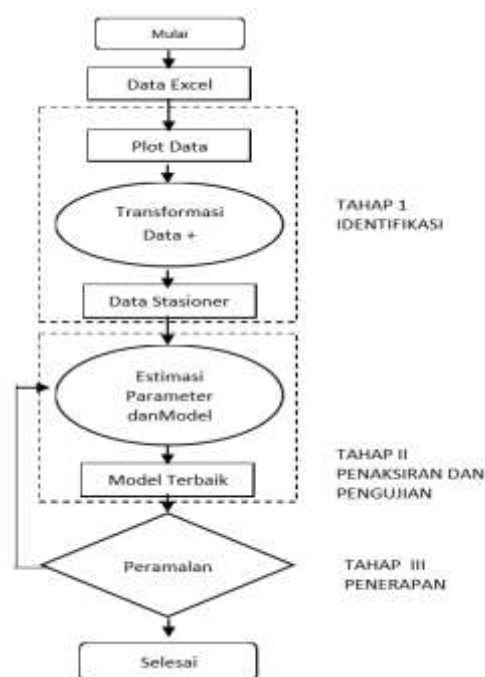 Mulai
Data Excel
Plot Data
Transformasi
Data +
TAHAP 1
IDENTIFIKASI
Data Stasioner
Estimasi
Parameter
danModel
Model Terbaik
TAHAP II
PENAKSIRAN DAN
PENGUJIAN
Peramalan
TAHAP III
PENERAPAN
Selesai